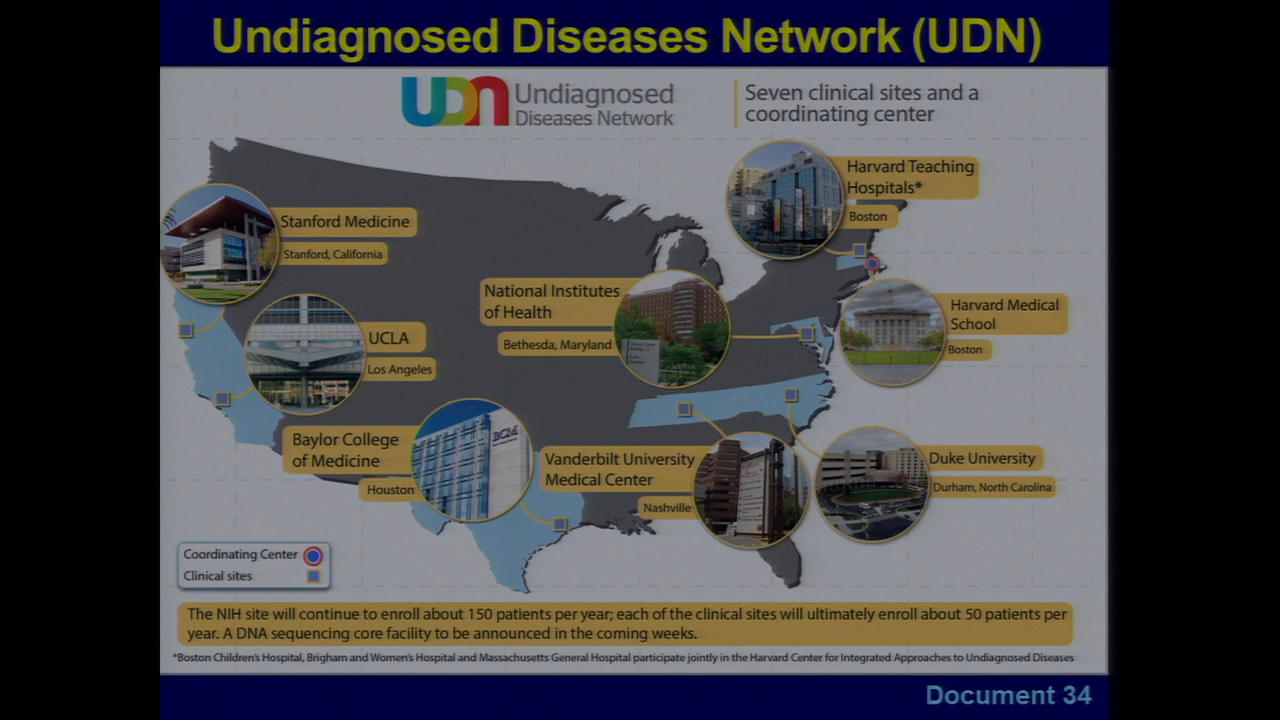 Undiagnosed Diseases Network (UDN)
UDN Undiagnosed
Diseases Network
Seven clinical sites and a
coordinating center
Harvard Teaching
Hospitals*
Boston
Stanford Medicine
Stanford, California
National Institutes
of Health
Bethesda, Maryland
Harvard Medical
School
Boston
UCLA
Los Angeles
Baylor College
of Medicine
Houston
BCM
Vanderbilt University
Medical Center
Nashville
Duke University
Durham, North Carolina
Coordinating Center
Clinical sites
The NIH site will continue to enroll about 150 patients per year; each of the clinical sites will ultimately enroll about 50 patients per
year. A DNA sequencing core facility to be announced in the coming weeks.
*Boston Children's Hospital, Brigham and Women's Hospital and Massachusetts General Hospital participate jointly in the Harvard Center for Integrated Approaches to Undiagnosed Diseases
Document 34